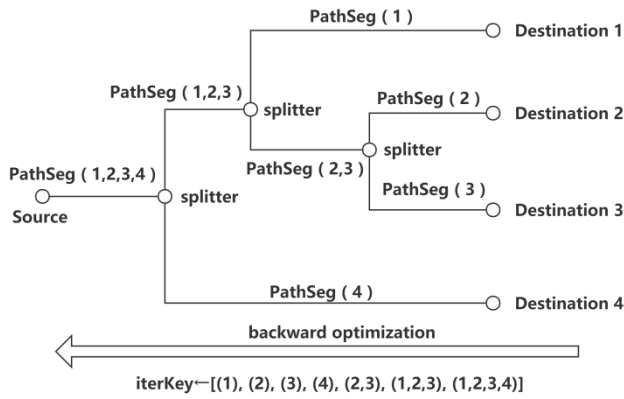 PathSeg ( 1 )
Destination 1
PathSeg ( 1,2,3 )
splitter
PathSeg ( 2 )
Destination 2
PathSeg ( 2,3 )
splitter
PathSeg ( 1,2,3,4 )
Source
splitter
PathSeg ( 3 )
Destination 3
PathSeg ( 4 )
Destination 4
backward optimization
iterKey←[(1), (2), (3), (4), (2,3), (1,2,3), (1,2,3,4)]